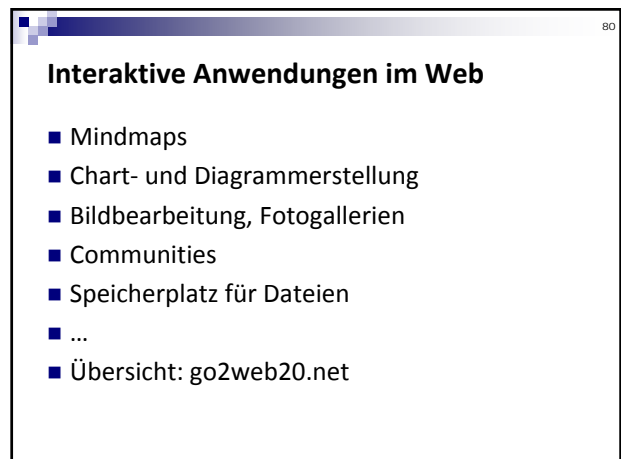 80
Interaktive Anwendungen im Web
Mindmaps
Chart- und Diagrammerstellung
Bildbearbeitung, Fotogallerien
Communities
Speicherplatz für Dateien
…
Übersicht: go2web20.net